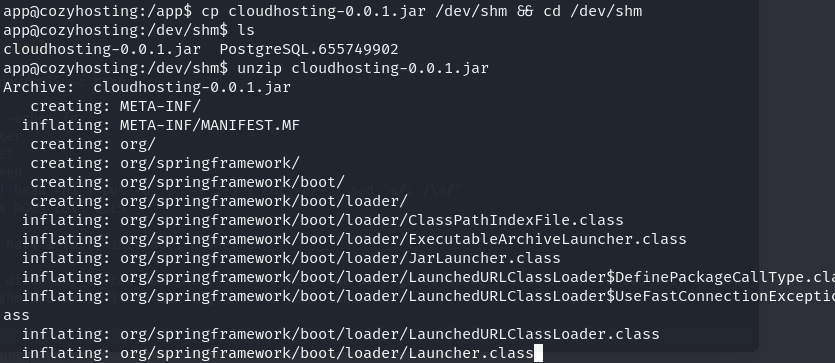 app@cozyhosting:/app$ cp cloudhosting-0.0.1.jar /dev/shm && cd /dev/shm
app@cozyhosting:/dev/shm$ ls
cloudhosting-0.0.1.jar  PostgreSQL.655749902
app@cozyhosting:/dev/shm$ unzip cloudhosting-0.0.1.jar
Archive:  cloudhosting-0.0.1.jar
   creating: META-INF/
  inflating: META-INF/MANIFEST.MF
   creating: org/
   creating: org/springframework/
   creating: org/springframework/boot/
   creating: org/springframework/boot/loader/
  inflating: org/springframework/boot/loader/ClassPathIndexFile.class
  inflating: org/springframework/boot/loader/ExecutableArchiveLauncher.class
  inflating: org/springframework/boot/loader/JarLauncher.class
  inflating: org/springframework/boot/loader/LaunchedURLClassLoader$DefinePackageCallType.cla
  inflating: org/springframework/boot/loader/LaunchedURLClassLoader$UseFastConnectionExceptio
ass
  inflating: org/springframework/boot/loader/LaunchedURLClassLoader.class
  inflating: org/springframework/boot/loader/Launcher.class